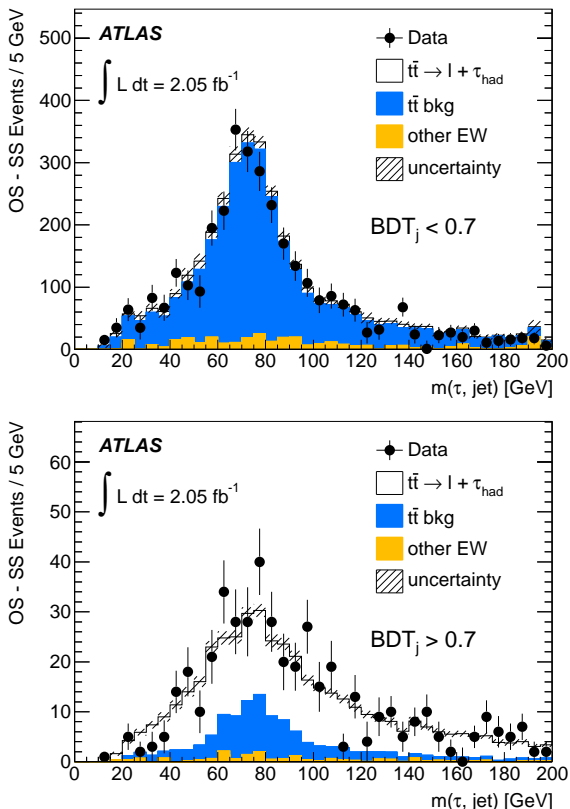 OS - SS Events / 5 GeV
500
400
300
200
100
0
ATLAS
∫ L dt = 2.05 fb⁻¹
Data
tt̄ → l + τ_had
tt̄ bkg
other EW
uncertainty
BDT_j < 0.7
0 20 40 60 80 100 120 140 160 180 200
m(τ, jet) [GeV]
OS - SS Events / 5 GeV
60
50
40
30
20
10
0
ATLAS
∫ L dt = 2.05 fb⁻¹
Data
tt̄ → l + τ_had
tt̄ bkg
other EW
uncertainty
BDT_j > 0.7
0 20 40 60 80 100 120 140 160 180 200
m(τ, jet) [GeV]